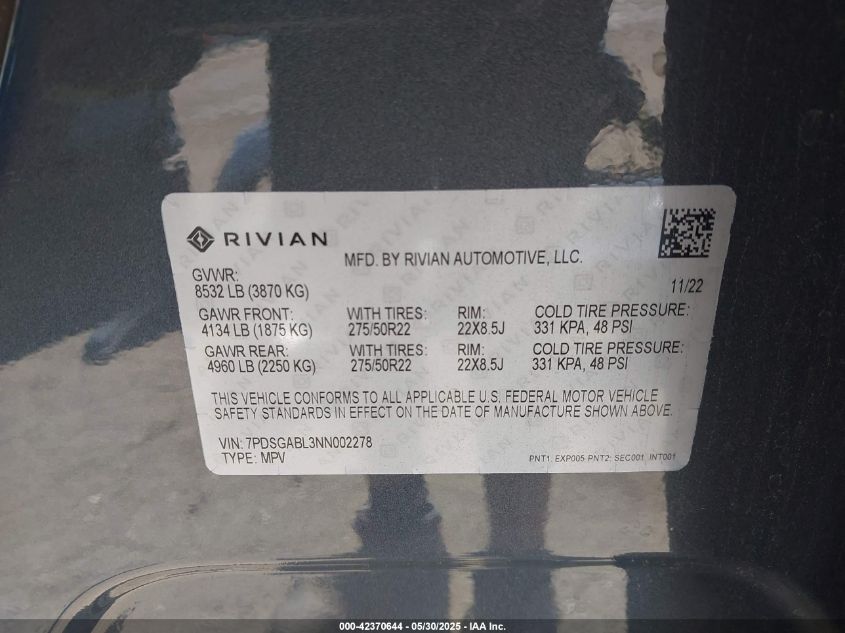 RIVIAN
MFD. BY RIVIAN AUTOMOTIVE, LLC.
GVWR:
8532 LB (3870 KG)
11/22
GAWR FRONT: WITH TIRES: RIM: COLD TIRE PRESSURE:
4134 LB (1875 KG) 275/50R22 22X8.5J 331 KPA, 48 PSI
GAWR REAR: WITH TIRES: RIM: COLD TIRE PRESSURE:
4960 LB (2250 KG) 275/50R22 22X8.5J 331 KPA, 48 PSI
THIS VEHICLE CONFORMS TO ALL APPLICABLE U.S. FEDERAL MOTOR VEHICLE
SAFETY STANDARDS IN EFFECT ON THE DATE OF MANUFACTURE SHOWN ABOVE.
VIN: 7PDSGABL3NN002278
TYPE: MPV
PNT1: EXP005 PNT2: SEC001 INT001
000-42370644 — 05/30/2025 - IAA Inc.